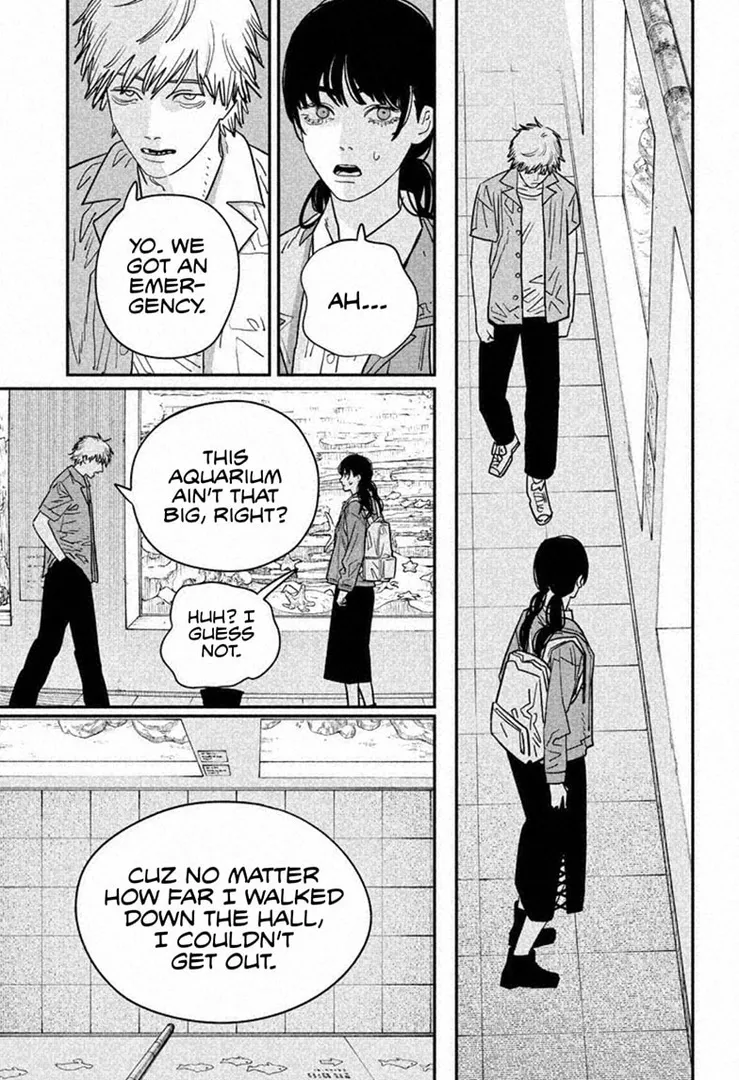 AH...
YO. WE
GOT AN
EMER-
GENCY.
THIS
AQUARIUM
AIN'T THAT
BIG, RIGHT?
HUH? I
GUESS
NOT.
CUZ NO MATTER
HOW FAR I WALKED
DOWN THE HALL,
I COULDN'T
GET OUT.